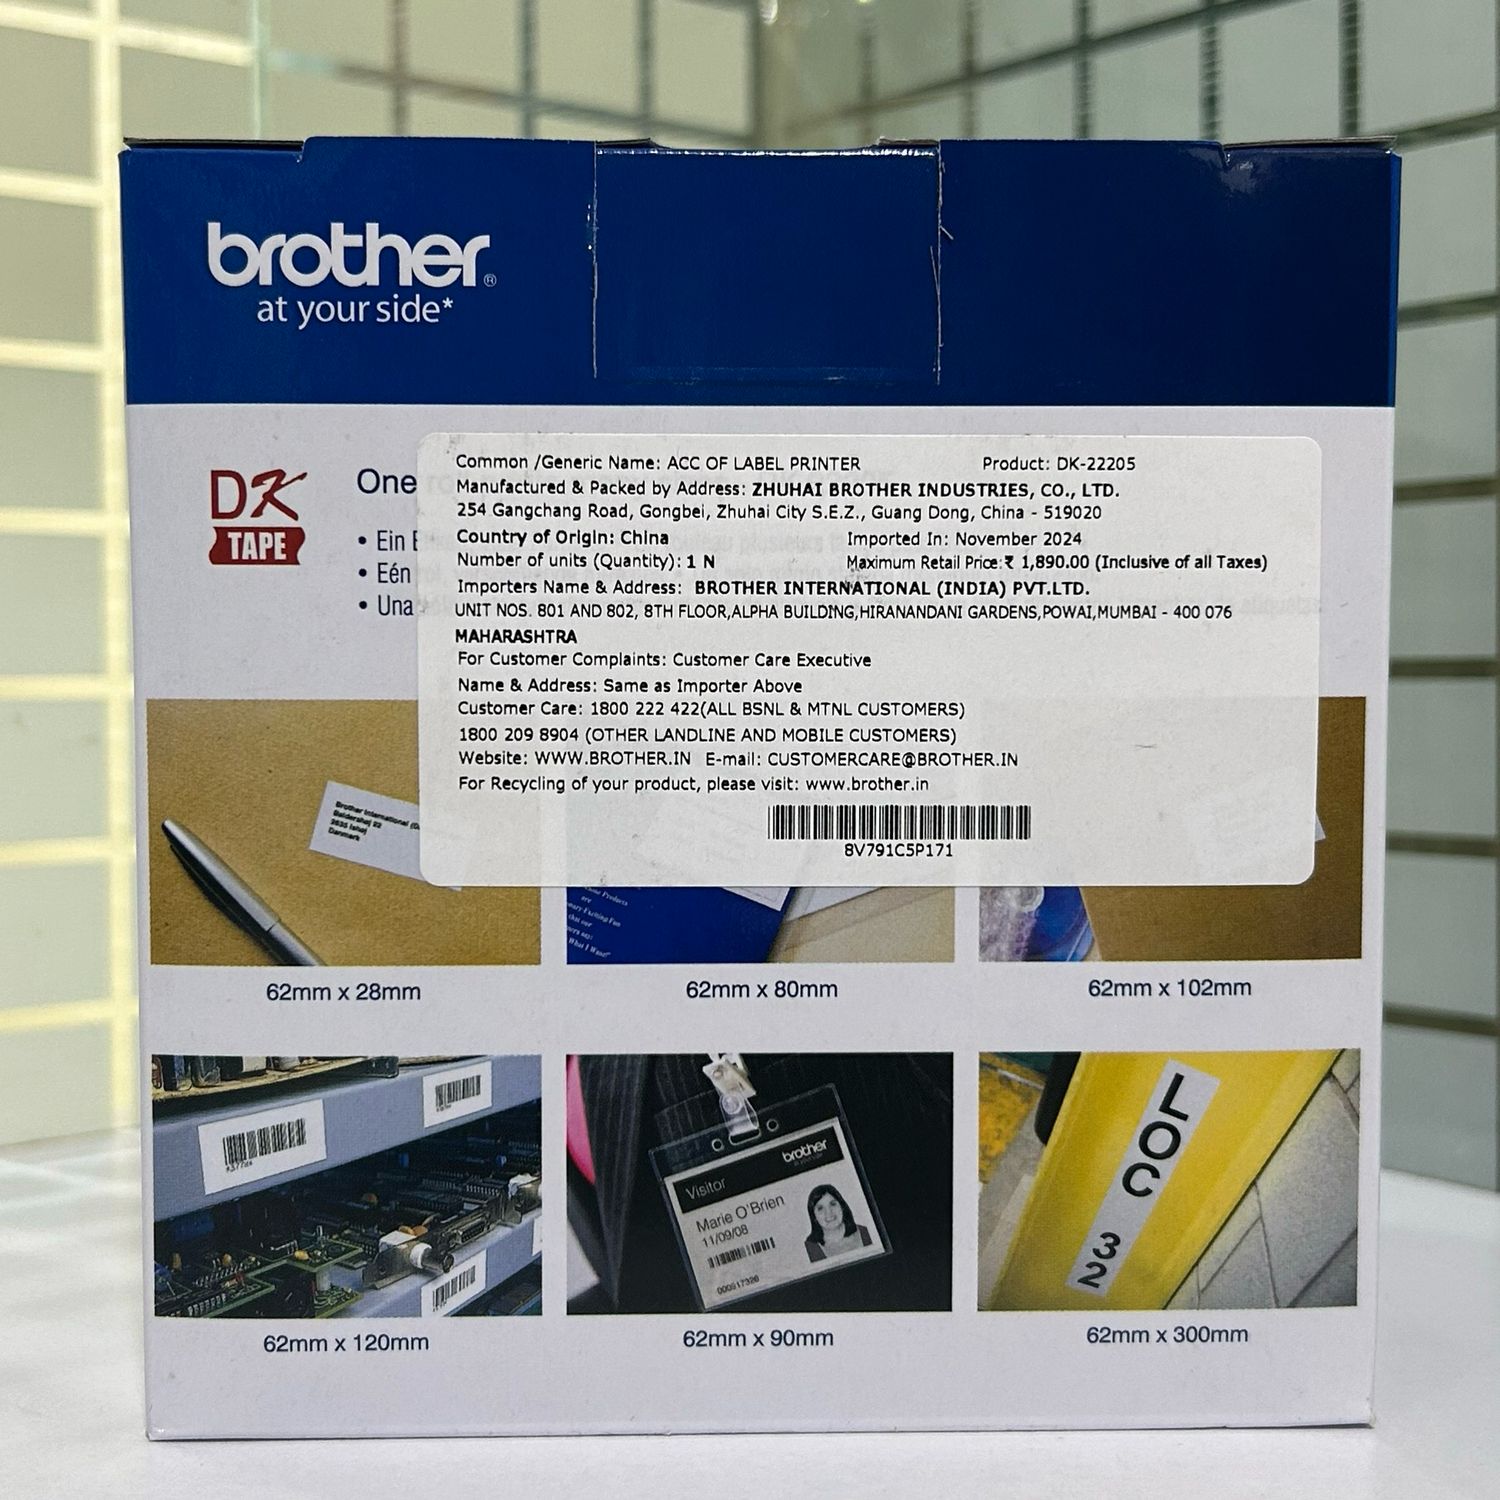 brother®
at your side*
DK
TAPE
One
• Ein
• Eén
• Una
Common /Generic Name: ACC OF LABEL PRINTER Product: DK-22205
Manufactured & Packed by Address: ZHUHAI BROTHER INDUSTRIES, CO., LTD.
254 Gangchang Road, Gongbei, Zhuhai City S.E.Z., Guang Dong, China - 519020
Country of Origin: China Imported In: November 2024
Number of units (Quantity): 1 N Maximum Retail Price:₹ 1,890.00 (Inclusive of all Taxes)
Importers Name & Address: BROTHER INTERNATIONAL (INDIA) PVT.LTD.
UNIT NOS. 801 AND 802, 8TH FLOOR,ALPHA BUILDING,HIRANANDANI GARDENS,POWAI,MUMBAI - 400 076
MAHARASHTRA
For Customer Complaints: Customer Care Executive
Name & Address: Same as Importer Above
Customer Care: 1800 222 422(ALL BSNL & MTNL CUSTOMERS)
1800 209 8904 (OTHER LANDLINE AND MOBILE CUSTOMERS)
Website: WWW.BROTHER.IN E-mail: CUSTOMERCARE@BROTHER.IN
For Recycling of your product, please visit: www.brother.in
8V791C5P171
Brother International
Baldershøj 22
2635 Ishøj
Denmark
62mm x 28mm
62mm x 80mm
62mm x 102mm
brother
Visitor
Marie O'Brien
11/09/08
000517326
LOC 32
62mm x 120mm
62mm x 90mm
62mm x 300mm